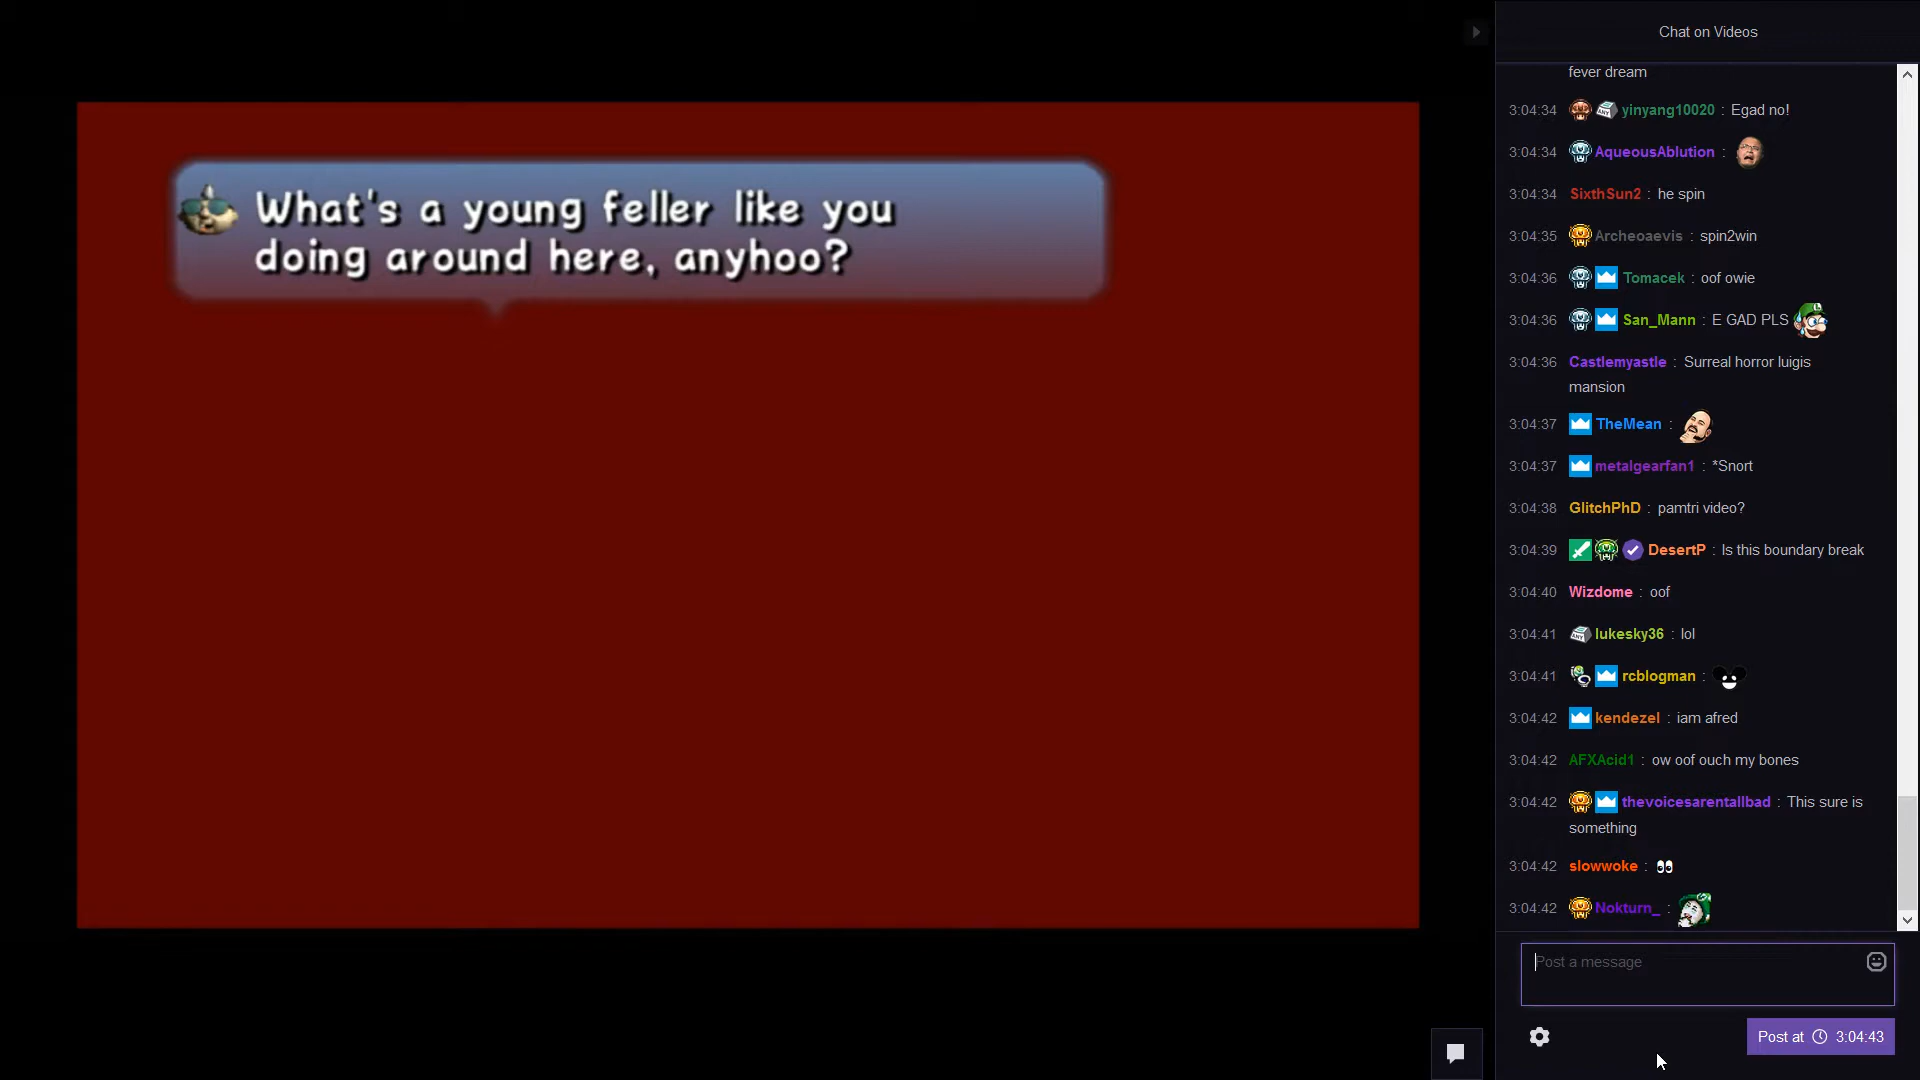 Chat on Videos
What's a young feller like you
doing around here, anyhoo?
fever dream
3:04:34 yinyang10020 : Egad no!
3:04:34 AqueousAblution :
3:04:34 SixthSun2 : he spin
3:04:35 Archeoaevis : spin2win
3:04:36 Tomacek : oof owie
3:04:36 San_Mann : E GAD PLS
3:04:36 Castlemyastle : Surreal horror luigis
mansion
3:04:37 TheMean :
3:04:37 metalgearfan1 : *Snort
3:04:38 GlitchPhD : pamtri video?
3:04:39 DesertP : Is this boundary break
3:04:40 Wizdome : oof
3:04:41 lukesky36 : lol
3:04:41 rcblogman :
3:04:42 kendezel : iam afred
3:04:42 AFXAcid1 : ow oof ouch my bones
3:04:42 thevoicesarentallbad : This sure is
something
3:04:42 slowwoke :
3:04:42 Nokturn_ :
Post a message
Post at 3:04:43